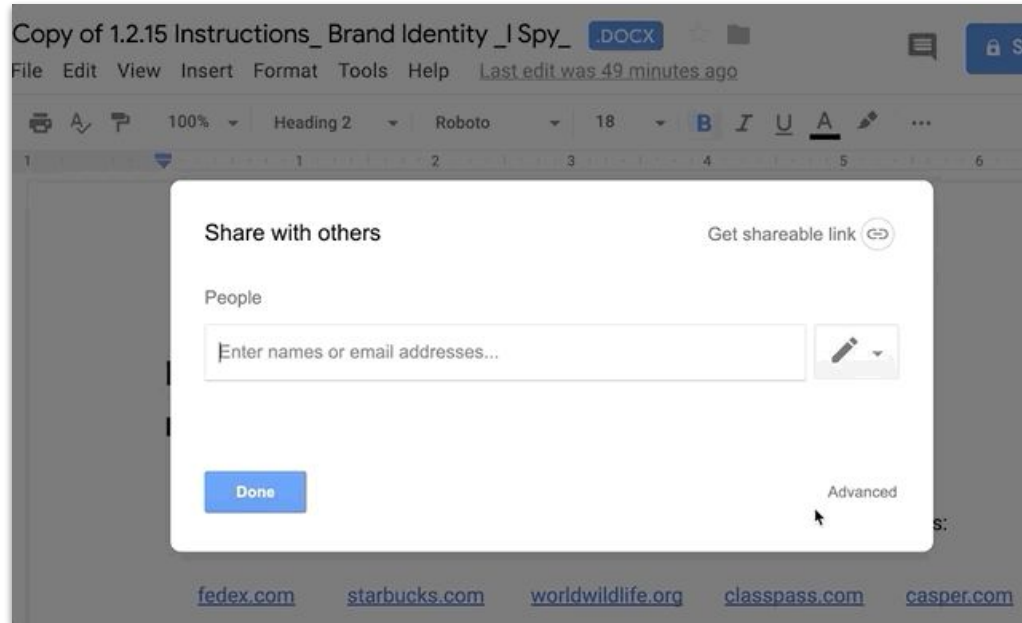 Copy of 1.2.15 Instructions_ Brand Identity _I Spy_ .DOCX
File Edit View Insert Format Tools Help Last edit was 49 minutes ago
100% Heading 2 Roboto 18 B I U A ...
1 1 2 3 4 5 6
Share with others Get shareable link
People
Enter names or email addresses...
Done Advanced
s:
fedex.com starbucks.com worldwildlife.org classpass.com casper.com